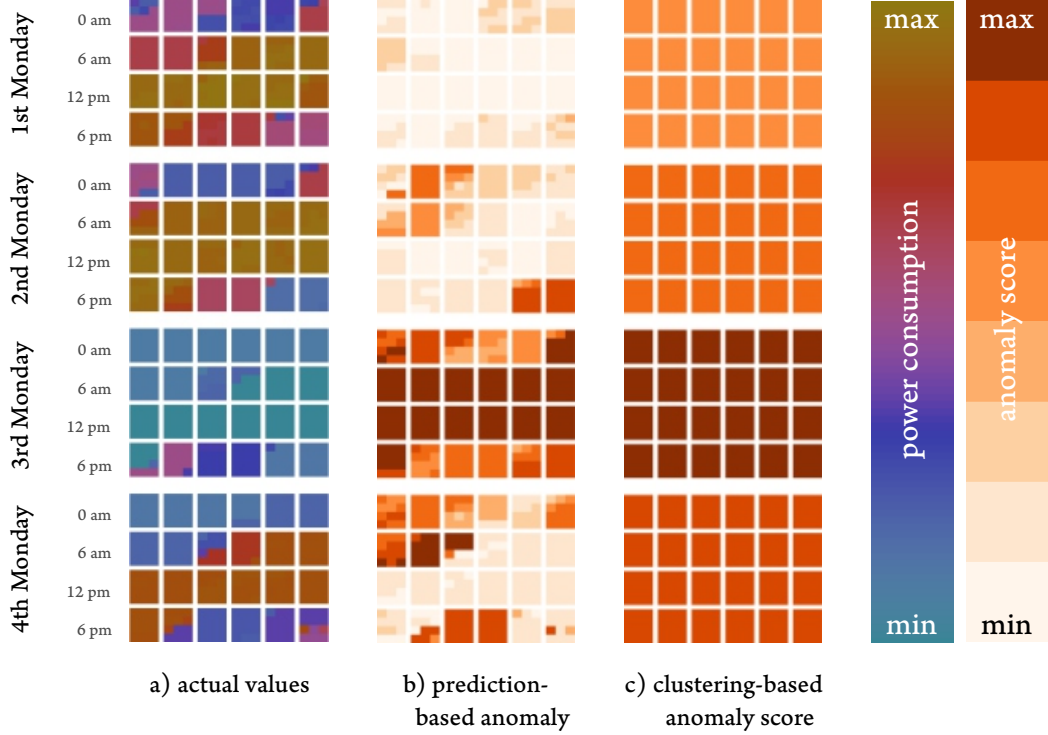 1st Monday
0 am
6 am
12 pm
6 pm
2nd Monday
0 am
6 am
12 pm
6 pm
3rd Monday
0 am
6 am
12 pm
6 pm
4th Monday
0 am
6 am
12 pm
6 pm
a) actual values
b) prediction-
based anomaly
c) clustering-based
anomaly score
max
power consumption
min
max
anomaly score
min